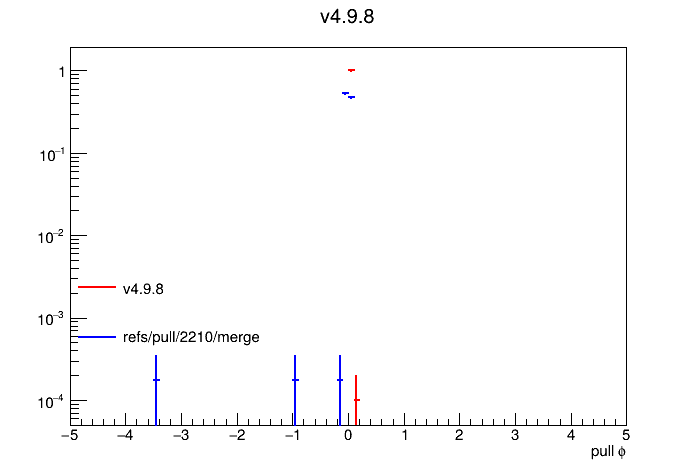 v4.9.8
1
10⁻¹
10⁻²
10⁻³
10⁻⁴
v4.9.8
refs/pull/2210/merge
−5 −4 −3 −2 −1 0 1 2 3 4 5
pull ϕ